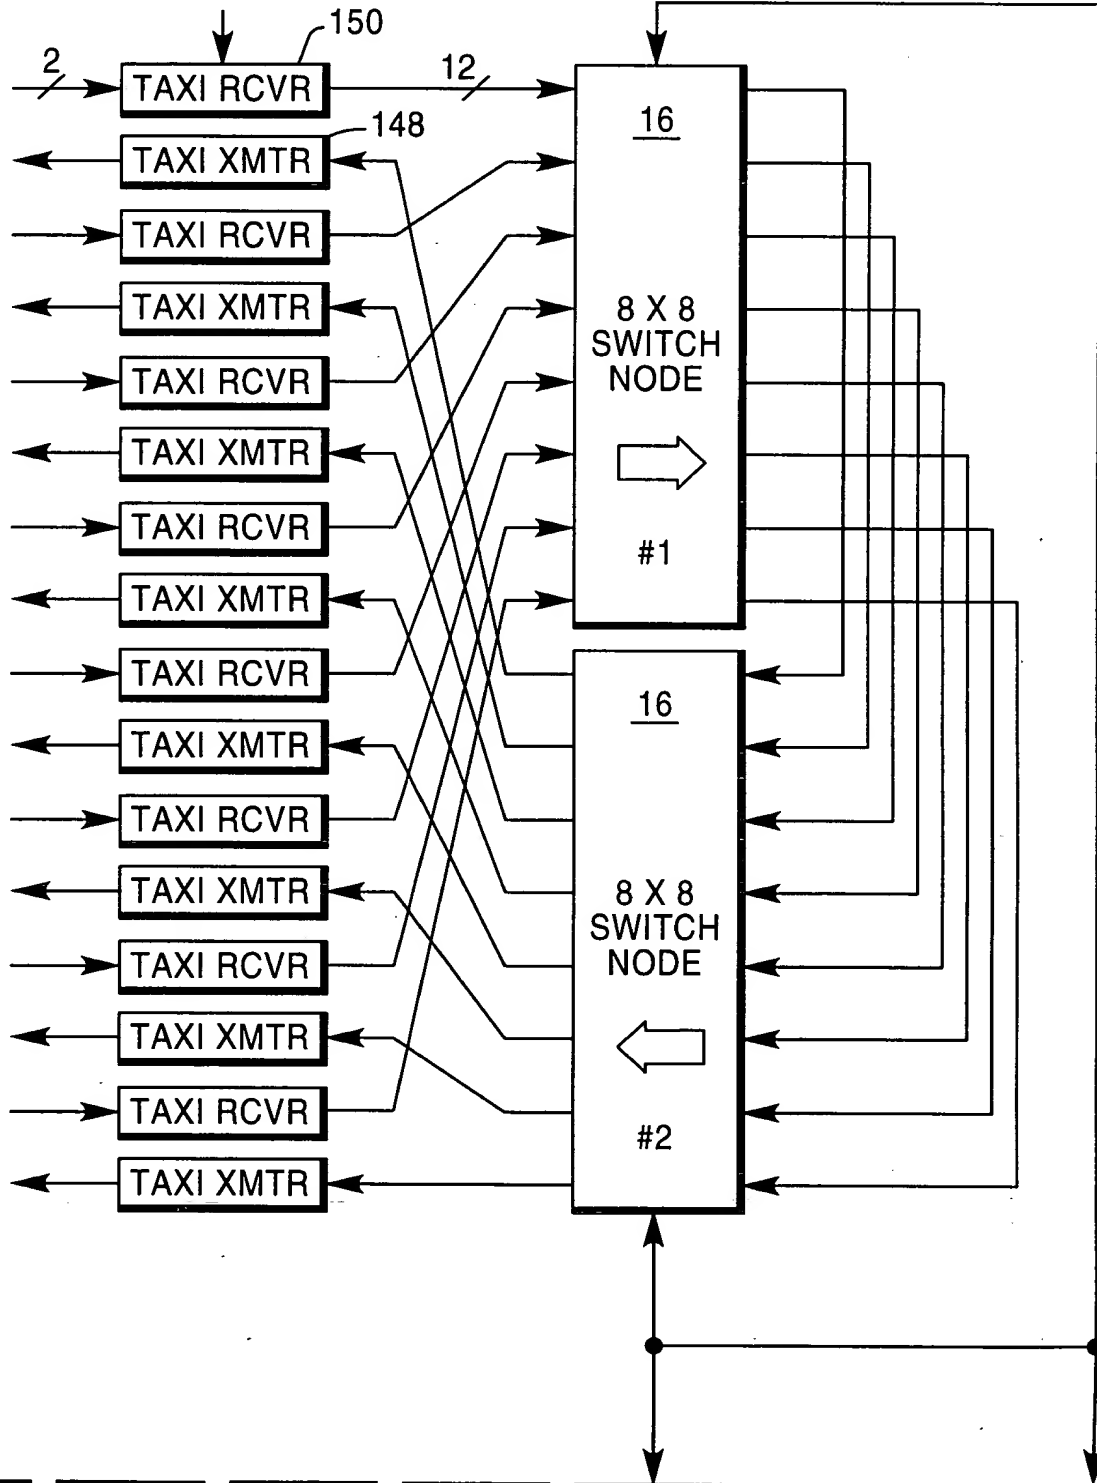 150
2
TAXI RCVR
12
16
148
TAXI XMTR
TAXI RCVR
TAXI XMTR
8 X 8
SWITCH
NODE
TAXI RCVR
TAXI XMTR
TAXI RCVR
#1
TAXI XMTR
TAXI RCVR
16
TAXI XMTR
TAXI RCVR
TAXI XMTR
8 X 8
SWITCH
NODE
TAXI RCVR
TAXI XMTR
TAXI RCVR
#2
TAXI XMTR